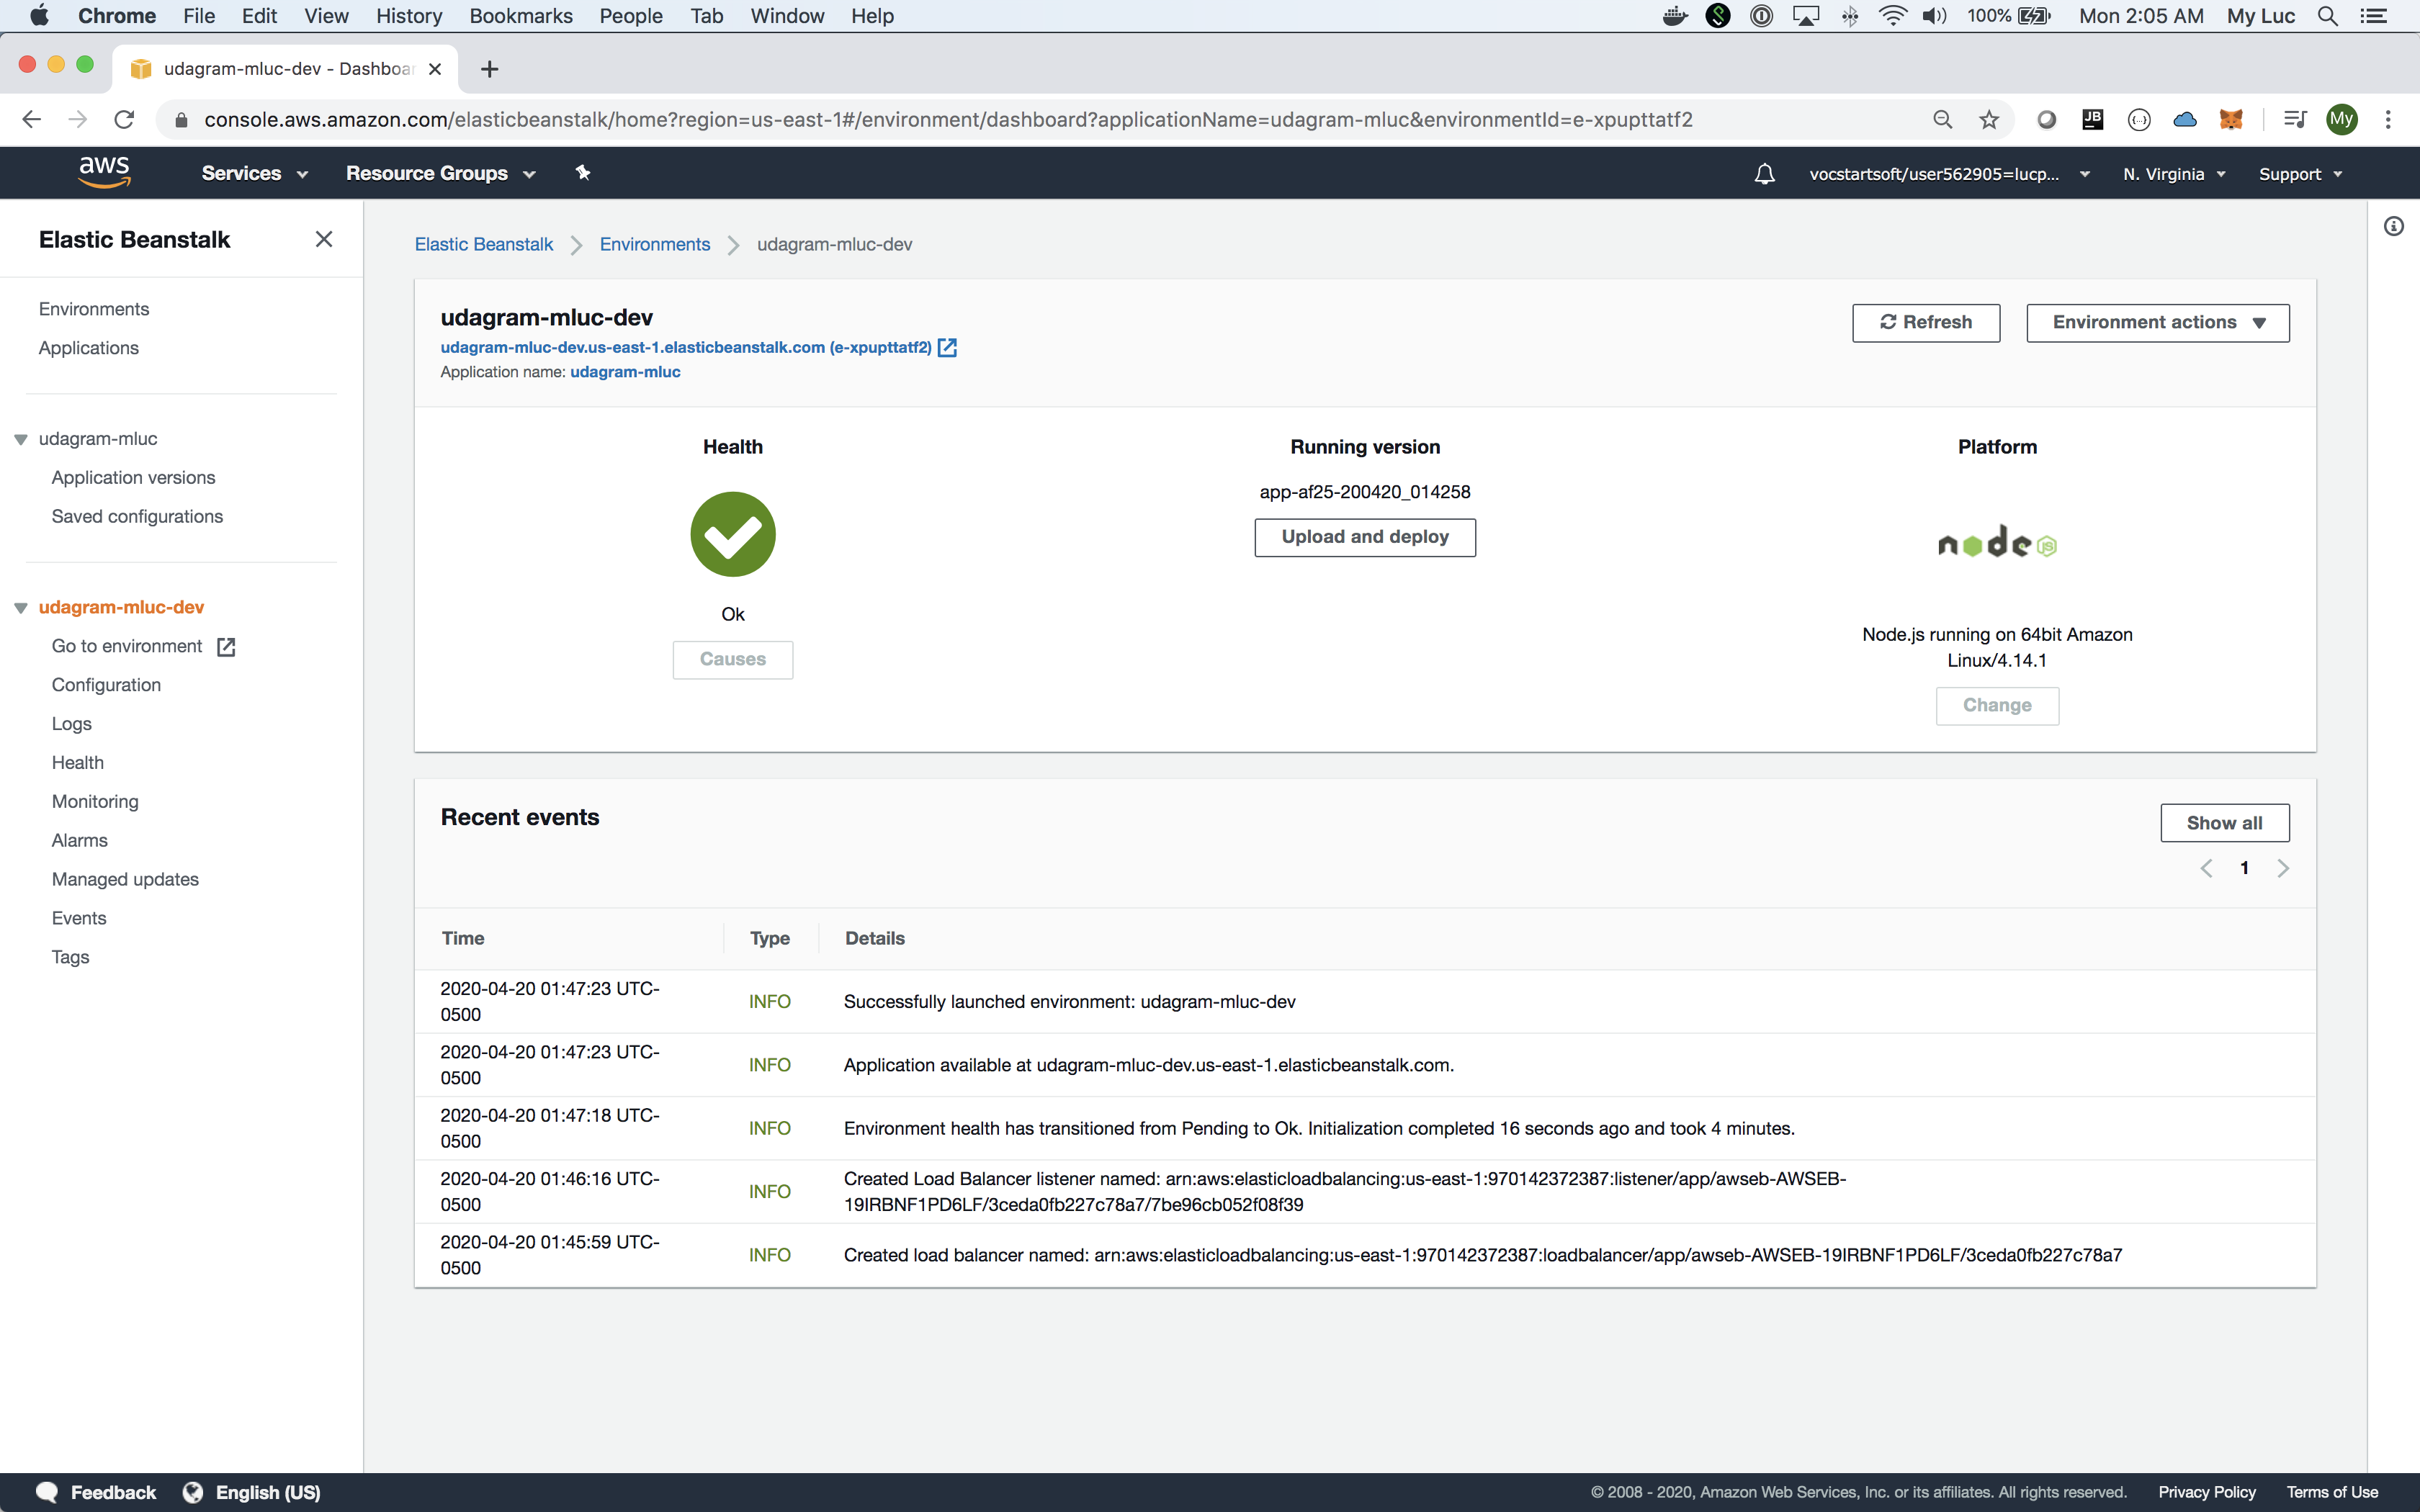 Chrome File Edit View History Bookmarks People Tab Window Help 100% Mon 2:05 AM My Luc
udagram-mluc-dev - Dashboar
console.aws.amazon.com/elasticbeanstalk/home?region=us-east-1#/environment/dashboard?applicationName=udagram-mluc&environmentId=e-xpupttatf2 JB My
aws Services Resource Groups vocstartsoft/user562905=lucp... N. Virginia Support
Elastic Beanstalk
Environments
Applications
udagram-mluc
Application versions
Saved configurations
udagram-mluc-dev
Go to environment
Configuration
Logs
Health
Monitoring
Alarms
Managed updates
Events
Tags
Elastic Beanstalk Environments udagram-mluc-dev
udagram-mluc-dev
udagram-mluc-dev.us-east-1.elasticbeanstalk.com (e-xpupttatf2)
Application name: udagram-mluc
Refresh Environment actions
Health
Ok
Causes
Running version
app-af25-200420_014258
Upload and deploy
Platform
node JS
Node.js running on 64bit Amazon
Linux/4.14.1
Change
Recent events
Show all
1
Time Type Details
2020-04-20 01:47:23 UTC-
0500
INFO
Successfully launched environment: udagram-mluc-dev
2020-04-20 01:47:23 UTC-
0500
INFO
Application available at udagram-mluc-dev.us-east-1.elasticbeanstalk.com.
2020-04-20 01:47:18 UTC-
0500
INFO
Environment health has transitioned from Pending to Ok. Initialization completed 16 seconds ago and took 4 minutes.
2020-04-20 01:46:16 UTC-
0500
INFO
Created Load Balancer listener named: arn:aws:elasticloadbalancing:us-east-1:970142372387:listener/app/awseb-AWSEB-
19IRBNF1PD6LF/3ceda0fb227c78a7/7be96cb052f08f39
2020-04-20 01:45:59 UTC-
0500
INFO
Created load balancer named: arn:aws:elasticloadbalancing:us-east-1:970142372387:loadbalancer/app/awseb-AWSEB-19IRBNF1PD6LF/3ceda0fb227c78a7
Feedback English (US) © 2008 - 2020, Amazon Web Services, Inc. or its affiliates. All rights reserved. Privacy Policy Terms of Use